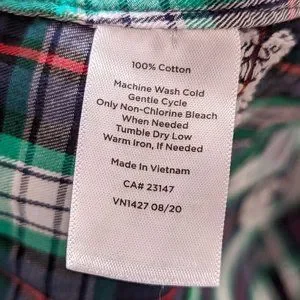 100% Cotton
Machine Wash Cold
Gentle Cycle
Only Non-Chlorine Bleach
When Needed
Tumble Dry Low
Warm Iron, If Needed
Made In Vietnam
CA# 23147
VN1427 08/20